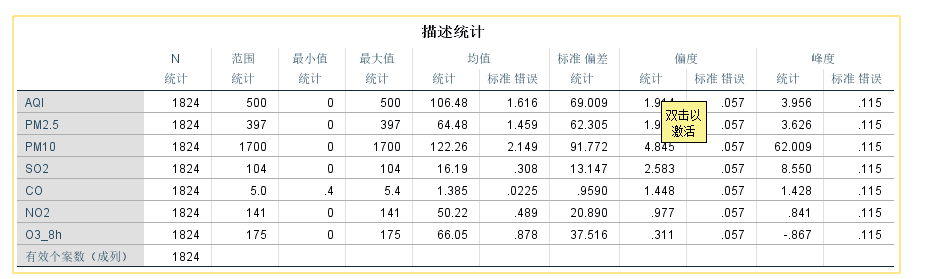 描述统计
N 范围 最小值 最大值 均值 标准 偏差 偏度 峰度
统计 统计 统计 统计 统计 标准 错误 统计 统计 标准 错误 统计 标准 错误
AQI 1824 500 0 500 106.48 1.616 69.009 .057 3.956 .115
PM2.5 1824 397 0 397 64.48 1.459 62.305 .057 3.626 .115
双击以
激活
PM10 1824 1700 0 1700 122.26 2.149 91.772 4.845 .057 62.009 .115
SO2 1824 104 0 104 16.19 .308 13.147 2.583 .057 8.550 .115
CO 1824 5.0 .4 5.4 1.385 .0225 .9590 1.448 .057 1.428 .115
NO2 1824 141 0 141 50.22 .489 20.890 .977 .057 .841 .115
O3_8h 1824 175 0 175 66.05 .878 37.516 .311 .057 -.867 .115
有效个案数（成列） 1824